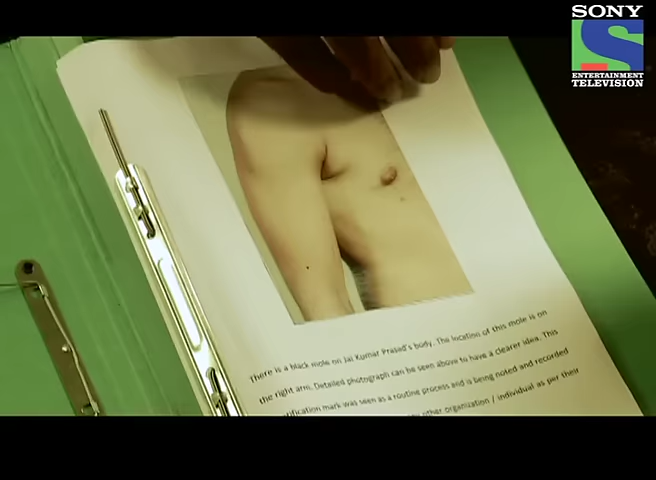 SONY
ENTERTAINMENT
TELEVISION
There is a black mole on Jai Kumar Prasad's body. The location of this mole is on
the right arm. Detailed photograph can be seen above to have a clearer idea. This
mark was seen as a routine process and is being noted and recorded
other organization / individual as per their